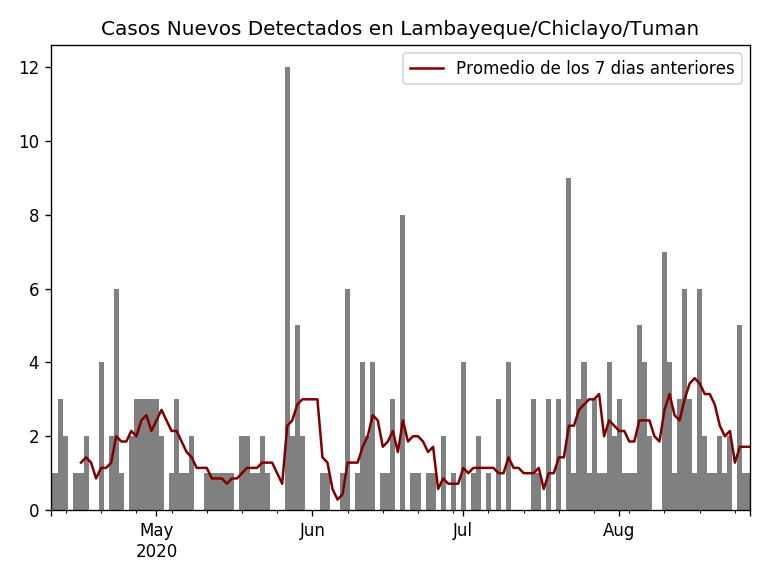 Casos Nuevos Detectados en Lambayeque/Chiclayo/Tuman
Promedio de los 7 dias anteriores
12
10
8
6
4
2
0
May
2020
Jun
Jul
Aug